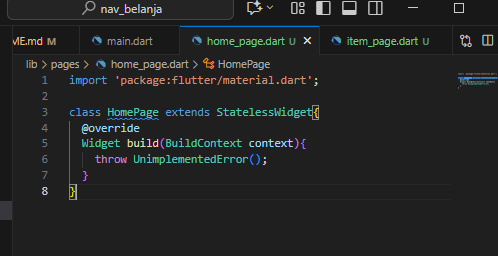 nav_belanja
ME.md M
main.dart
home_page.dart U
item_page.dart U
lib > pages > home_page.dart > HomePage
1 import 'package:flutter/material.dart';
2
3 class HomePage extends StatelessWidget{
4   @override
5   Widget build(BuildContext context){
6     throw UnimplementedError();
7   }
8 }